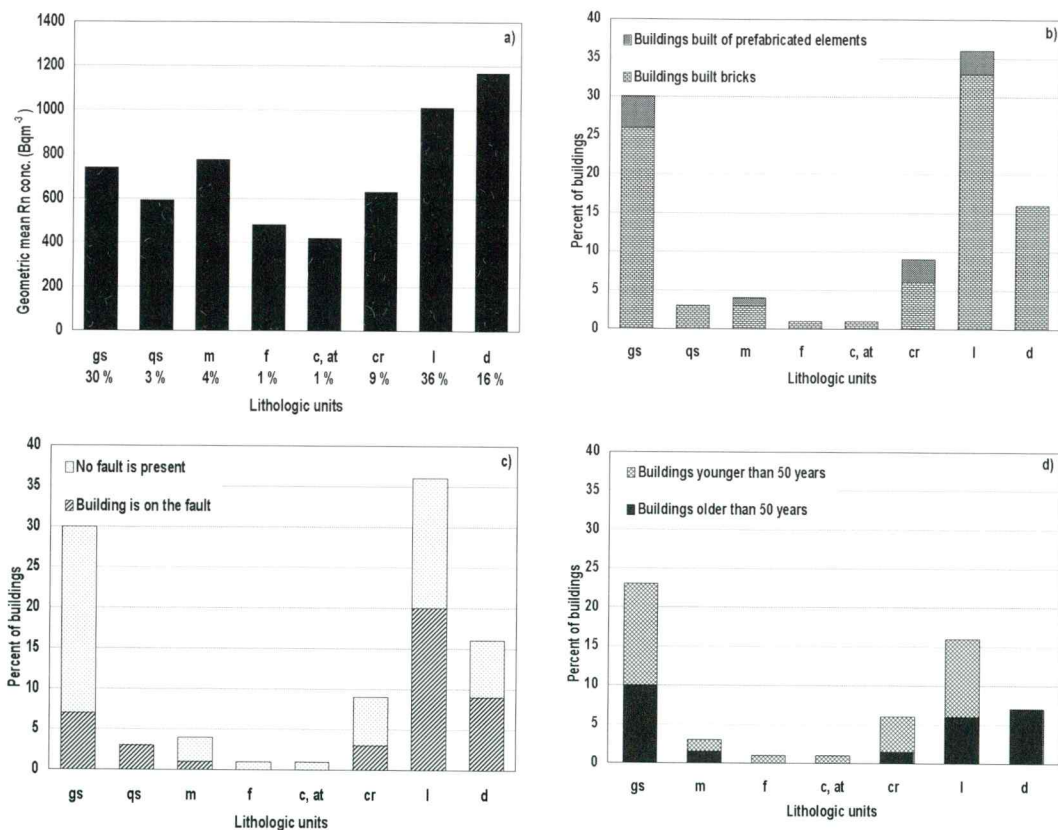 a)
Geometric mean Rn conc. (Bqm-3)
1400
1200
1000
800
600
400
200
0
gs qs m f c, at cr l d
30 % 3 % 4% 1 % 1 % 9 % 36 % 16 %
Lithologic units
b)
Buildings built of prefabricated elements
Buildings built bricks
Percent of buildings
40
35
30
25
20
15
10
5
0
gs qs m f c, at cr l d
Lithologic units
c)
No fault is present
Building is on the fault
Percent of buildings
40
35
30
25
20
15
10
5
0
gs qs m f c, at cr l d
Lithologic units
d)
Buildings younger than 50 years
Buildings older than 50 years
Percent of buildings
40
35
30
25
20
15
10
5
0
gs m f c, at cr l d
Lithologic units